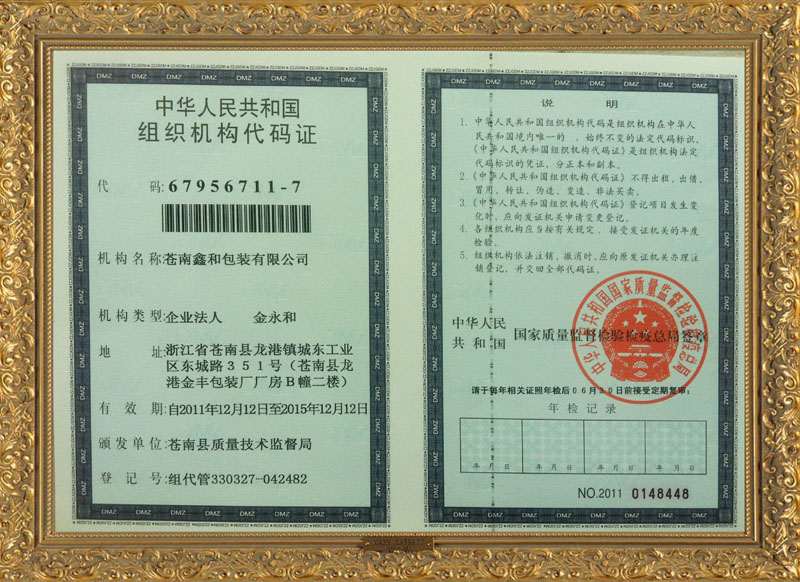 中华人民共和国
组织机构代码证
代 码: 67956711-7
机构名称:苍南鑫和包装有限公司
机构类型:企业法人 金永和
地 址:浙江省苍南县龙港镇城东工业
区东城路351号（苍南县龙
港金丰包装厂厂房B幢二楼）
有 效 期:自2011年12月12日至2015年12月12日
颁发单位:苍南县质量技术监督局
登 记 号:组代管330327-042482
说 明
1. 中华人民共和国组织机构代码是组织机构在中华人
民共和国境内唯一的、始终不变的法定代码标识,
《中华人民共和国组织机构代码证》是组织机构法定
代码标识的凭证，分正本和副本。
2.《中华人民共和国组织机构代码证》不得出租，出借，
冒用，转让，伪造、变造，非法买卖。
3.《中华人民共和国组织机构代码证》登记项目发生变
化时，应向发证机关申请变更登记。
4. 各组织机构应当按有关规定，接受发证机关的年度
检验。
5. 组织机构依法注销、撤消时，应向原发证机关办理注
销登记，并交回全部代码证。
中华人民
共和国
国家质量监督检验检疫总局签章
中华人民共和国国家质量监督检验检疫总局
请于每年相关证照年检后06月30日前接受定期复审:
年检记录
年 月 日 年 月 日 年 月 日 年 月 日
NO.2011 0148448